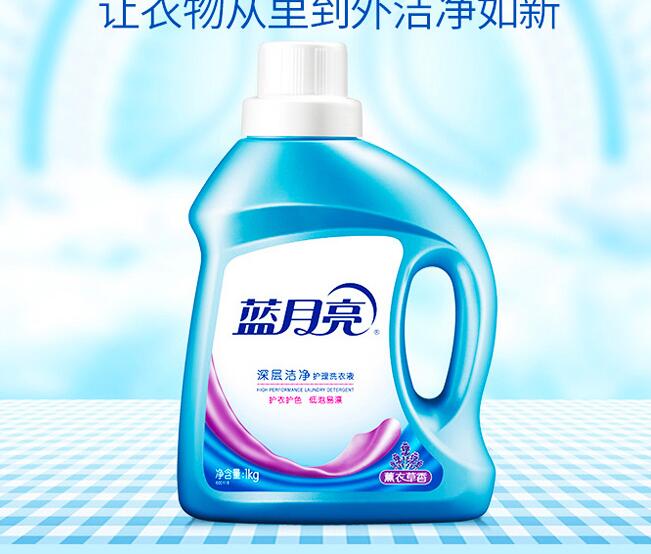 让衣物从里到外洁净如新
蓝月亮®
深层洁净 护理洗衣液
HIGH PERFORMANCE LAUNDRY DETERGENT
护衣护色 低泡易漂
净含量:1kg
薰衣草香